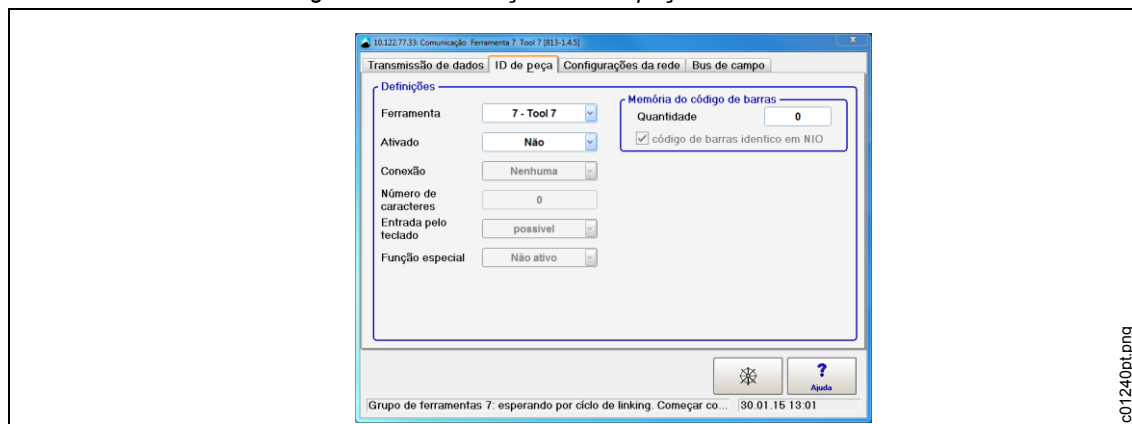 10.122.77.33: Comunicação Ferramenta 7 Tool 7 [813-1.4.5]
Transmissão de dados ID de peça Configurações da rede Bus de campo
Definições
Ferramenta 7 - Tool 7
Ativado Não
Conexão Nenhuma
Número de
caracteres 0
Entrada pelo
teclado possivel
Função especial Não ativo
Memória do código de barras
Quantidade 0
código de barras identico em NIO
Ajuda
Grupo de ferramentas 7: esperando por cíclo de linking. Começar co... 30.01.15 13:01
c01240pt.png